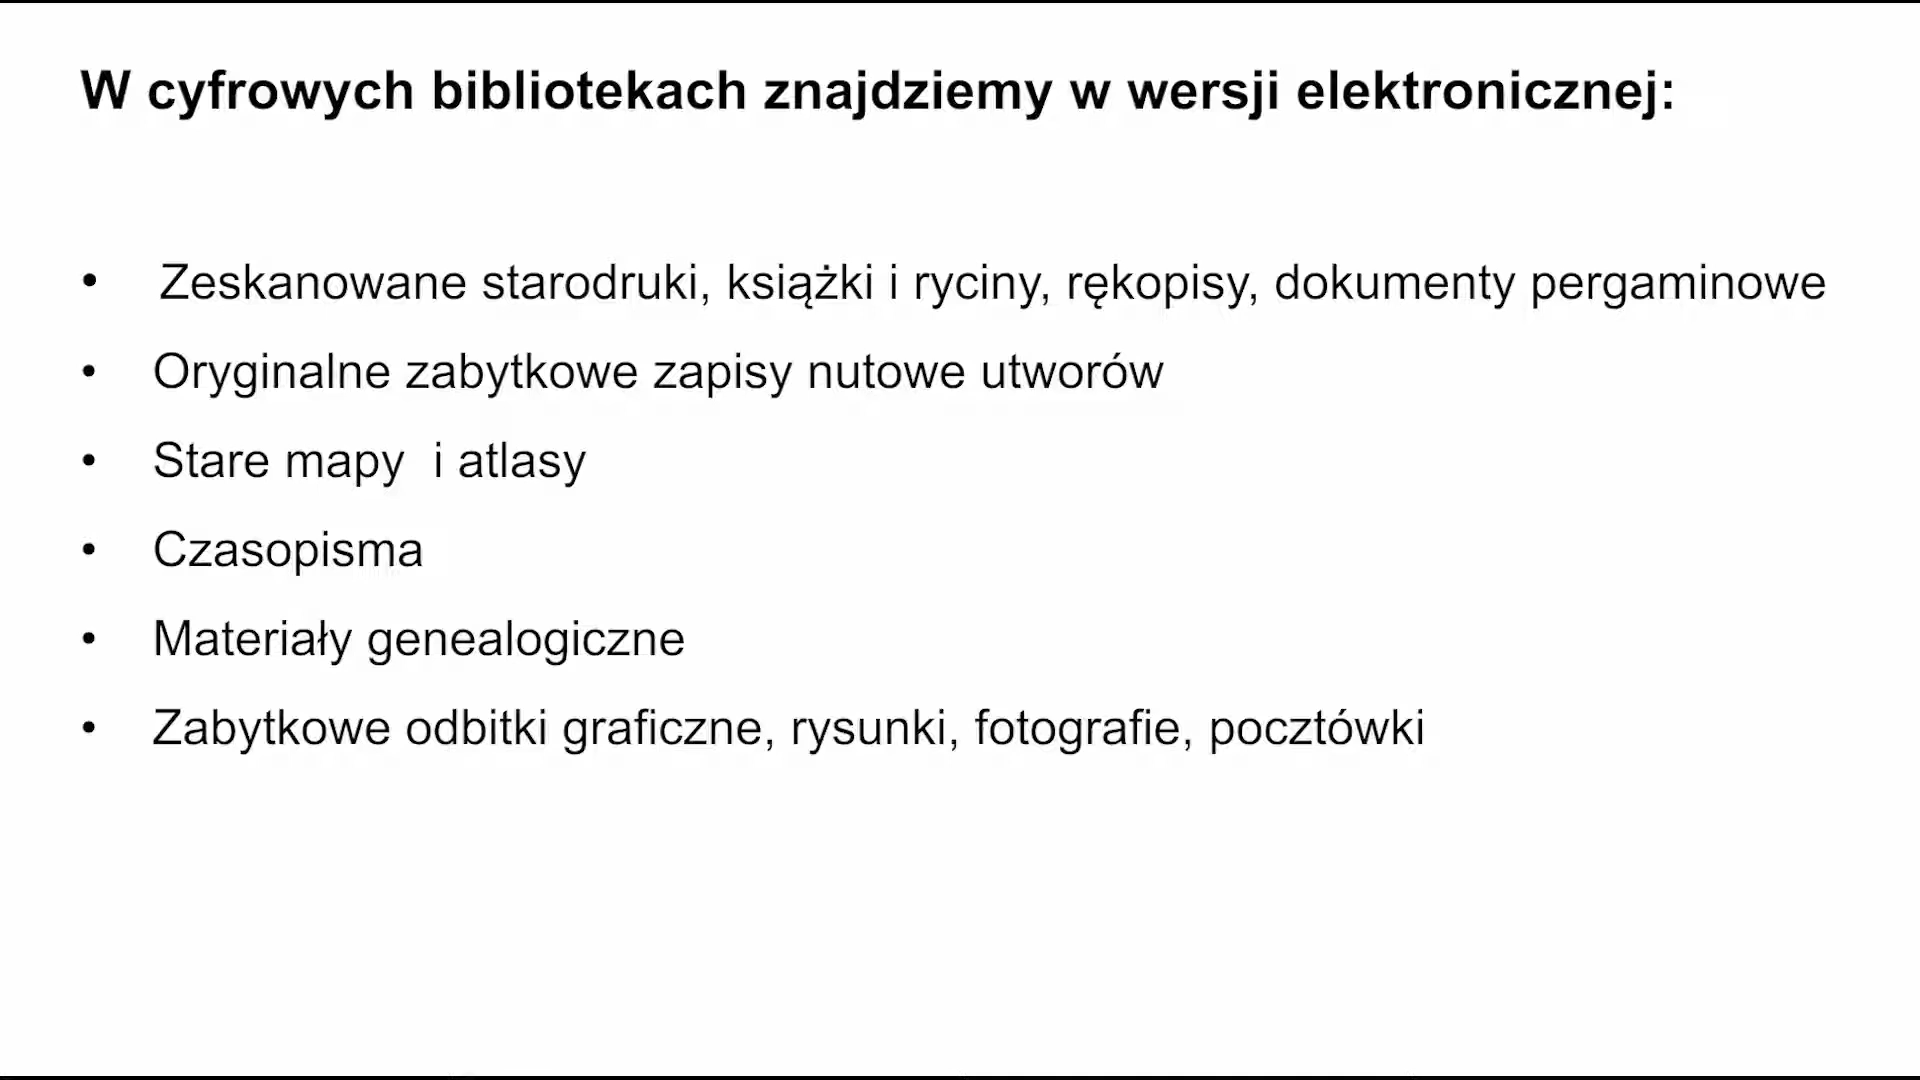 W cyfrowych bibliotekach znajdziemy w wersji elektronicznej:
• Zeskanowane starodruki, książki i ryciny, rękopisy, dokumenty pergaminowe
• Oryginalne zabytkowe zapisy nutowe utworów
• Stare mapy  i atlasy
• Czasopisma
• Materiały genealogiczne
• Zabytkowe odbitki graficzne, rysunki, fotografie, pocztówki